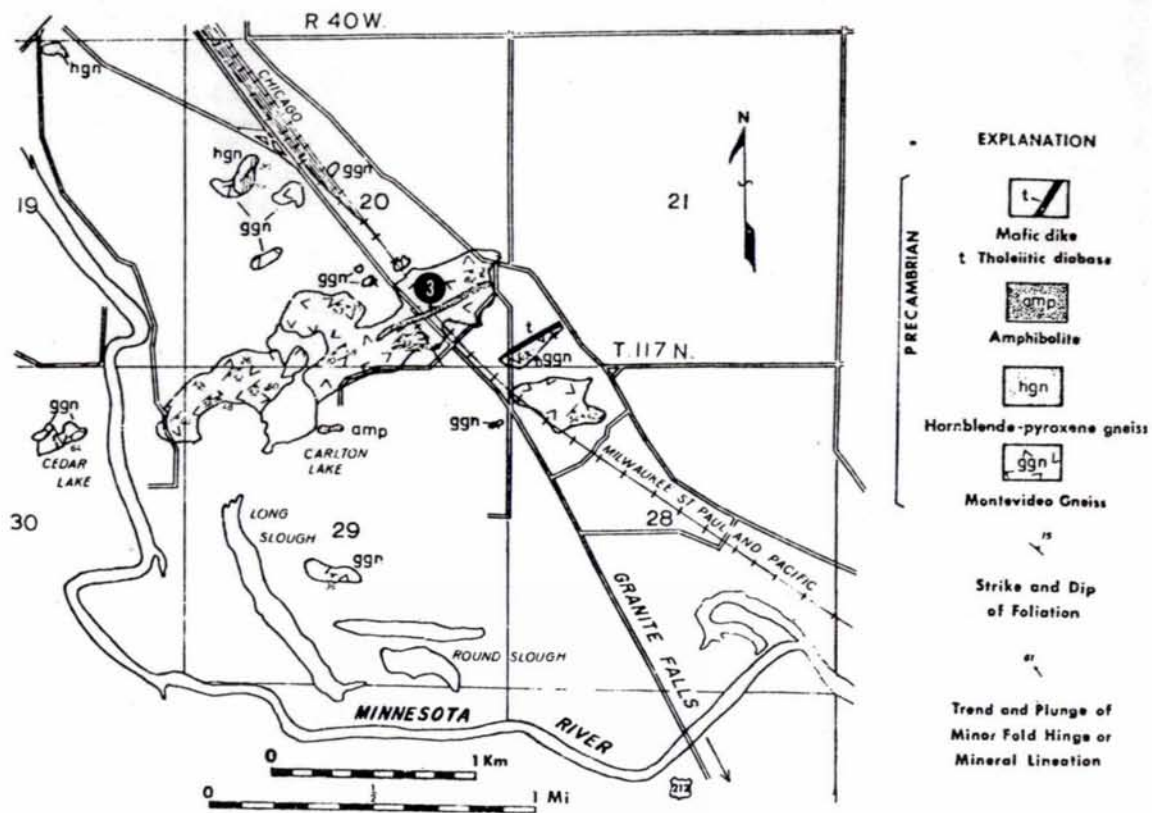 R 40 W.
hgn
CHICAGO
N
EXPLANATION
hgn
ggn
19
20
21
ggn
t
Mafic dike
t Tholeiitic diabase
ggn
3
amp
Amphibolite
t
T. 117 N.
ggn
hgn
Hornblende-pyroxene gneiss
ggn
ggn
amp
CEDAR
LAKE
CARLTON
LAKE
ggn
Montevideo Gneiss
PRECAMBRIAN
30
LONG
SLOUGH
29
ggn
28
MILWAUKEE ST PAUL AND PACIFIC
15
Strike and Dip
of Foliation
GRANITE FALLS
ROUND SLOUGH
61
Trend and Plunge of
Minor Fold Hinge or
Mineral Lineation
MINNESOTA
RIVER
0
1 Km
0
½
1 Mi
212